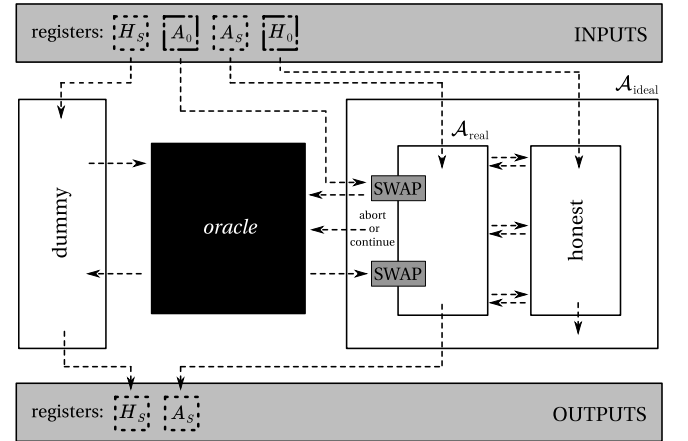 registers: H_S A_0 A_S H_0 INPUTS
𝒜_ideal
𝒜_real
dummy
oracle
SWAP
abort
or
continue
SWAP
honest
registers: H_S A_S OUTPUTS